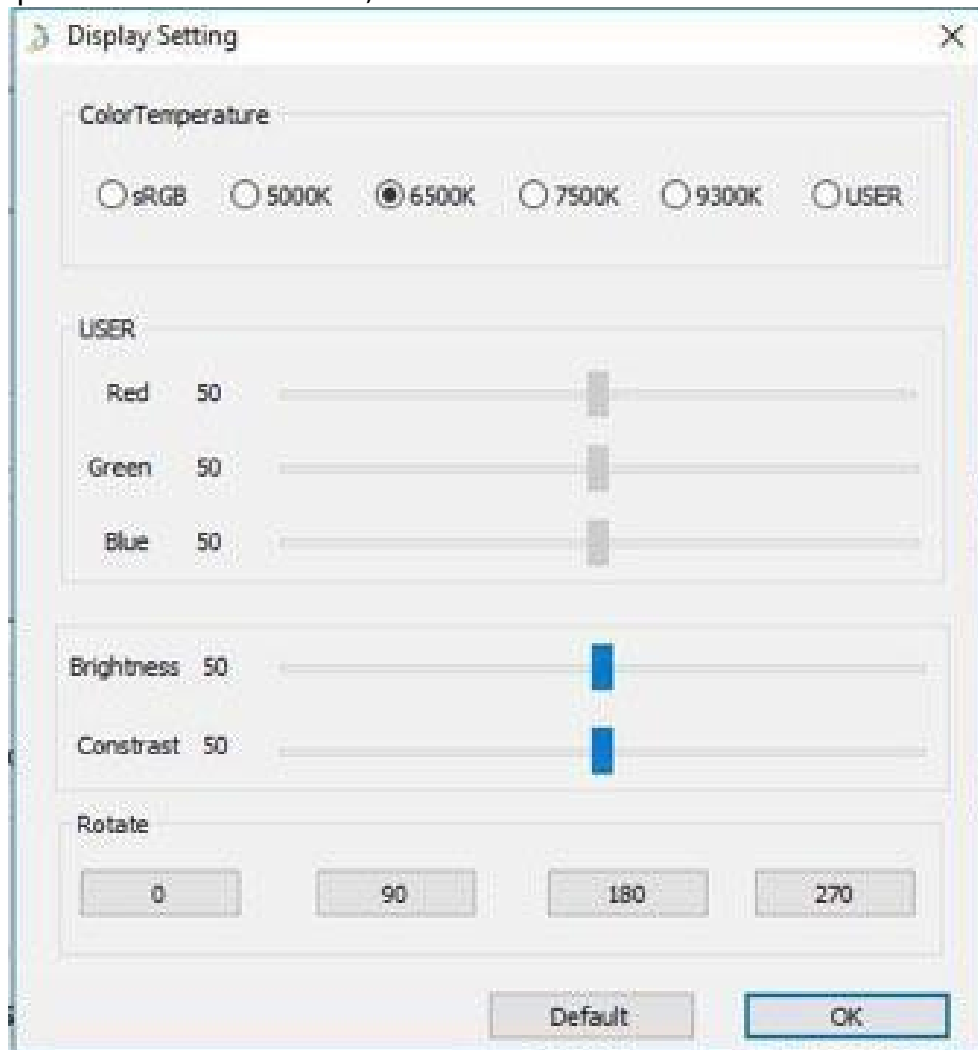 Display Setting
ColorTemperature
sRGB 5000K 6500K 7500K 9300K USER
USER
Red 50
Green 50
Blue 50
Brightness 50
Constrast 50
Rotate
0 90 180 270
Default OK